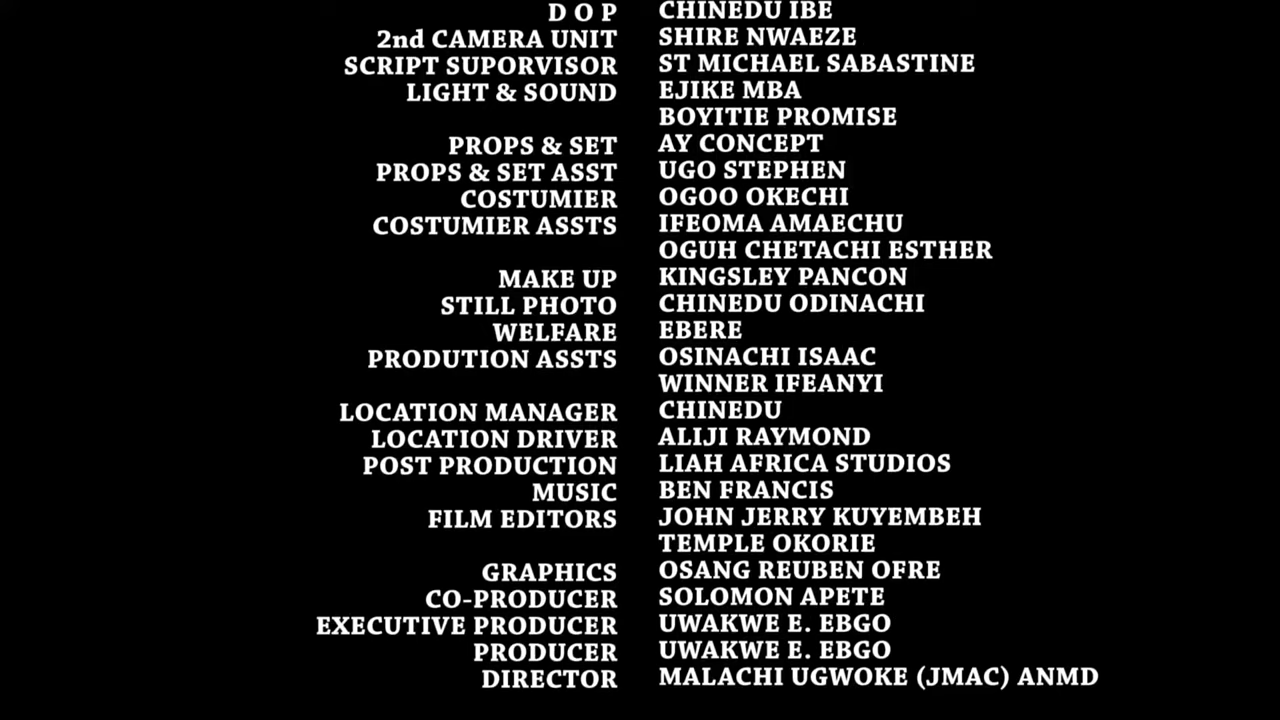 D O P CHINEDU IBE
2nd CAMERA UNIT SHIRE NWAEZE
SCRIPT SUPORVISOR ST MICHAEL SABASTINE
LIGHT & SOUND EJIKE MBA
BOYITIE PROMISE
PROPS & SET AY CONCEPT
PROPS & SET ASST UGO STEPHEN
COSTUMIER OGOO OKECHI
COSTUMIER ASSTS IFEOMA AMAECHU
OGUH CHETACHI ESTHER
MAKE UP KINGSLEY PANCON
STILL PHOTO CHINEDU ODINACHI
WELFARE EBERE
PRODUTION ASSTS OSINACHI ISAAC
WINNER IFEANYI
LOCATION MANAGER CHINEDU
LOCATION DRIVER ALIJI RAYMOND
POST PRODUCTION LIAH AFRICA STUDIOS
MUSIC BEN FRANCIS
FILM EDITORS JOHN JERRY KUYEMBEH
TEMPLE OKORIE
GRAPHICS OSANG REUBEN OFRE
CO-PRODUCER SOLOMON APETE
EXECUTIVE PRODUCER UWAKWE E. EBGO
PRODUCER UWAKWE E. EBGO
DIRECTOR MALACHI UGWOKE (JMAC) ANMD